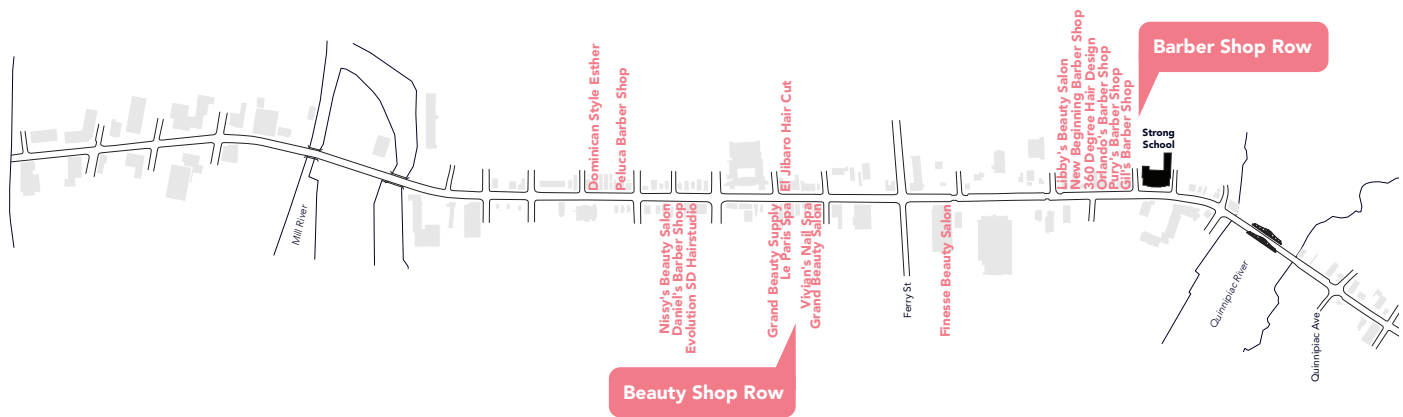 Barber Shop Row
Dominican Style Esther
Peluca Barber Shop
El Jibaro Hair Cut
Libby's Beauty Salon
New Beginning Barber Shop
360 Degree Hair Design
Orlando's Barber Shop
Pury's Barber Shop
Gil's Barber Shop
Strong
School
Mill River
Nissy's Beauty Salon
Daniel's Barber Shop
Evolution SD Hairstudio
Grand Beauty Supply
Le Paris Spa
Vivian's Nail Spa
Grand Beauty Salon
Ferry St
Finesse Beauty Salon
Quinnipiac River
Quinnipiac Ave
Beauty Shop Row